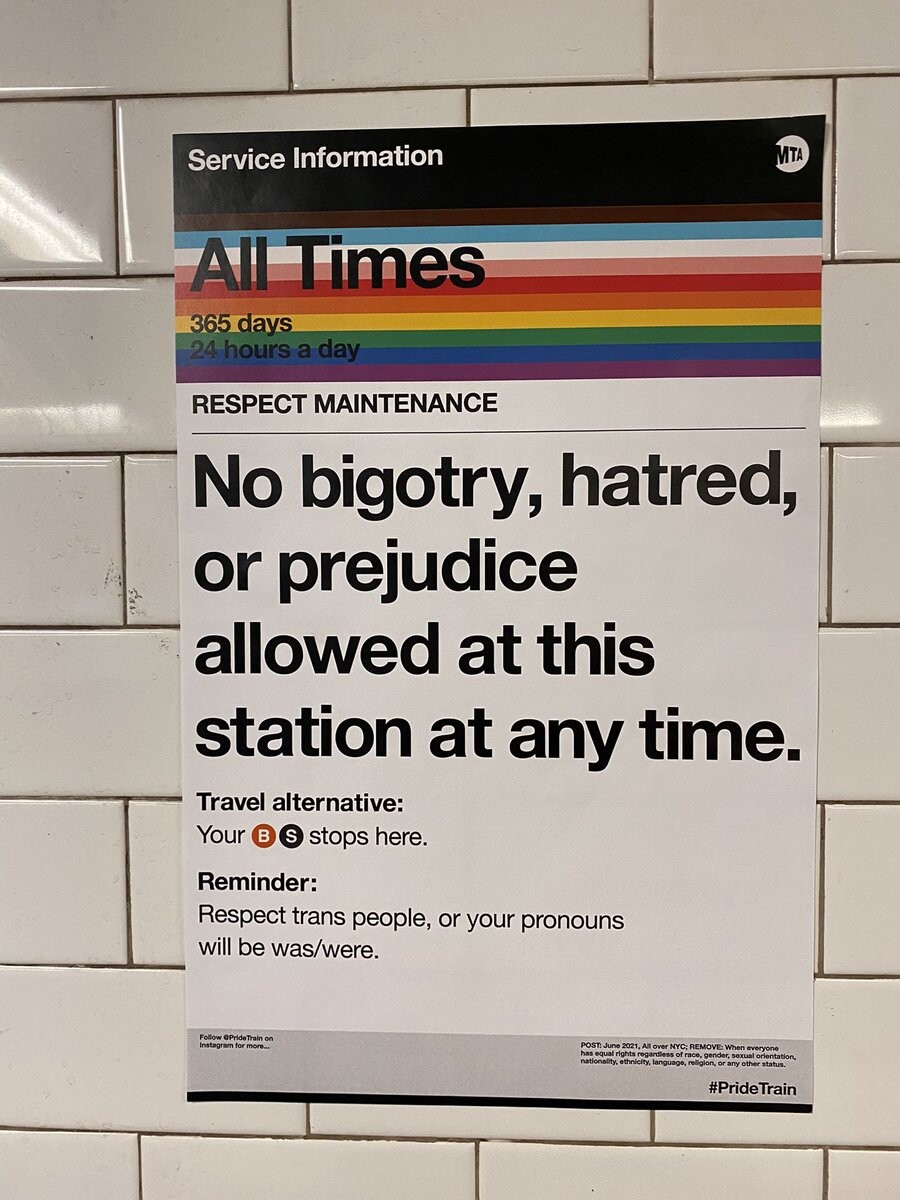 Service Information
MTA
All Times
365 days
24 hours a day
RESPECT MAINTENANCE
No bigotry, hatred,
or prejudice
allowed at this
station at any time.
Travel alternative:
Your B S stops here.
Reminder:
Respect trans people, or your pronouns
will be was/were.
Follow @PrideTrain on
Instagram for more...
POST: June 2021, All over NYC; REMOVE: When everyone
has equal rights regardless of race, gender, sexual orientation,
nationality, ethnicity, language, religion, or any other status.
#PrideTrain